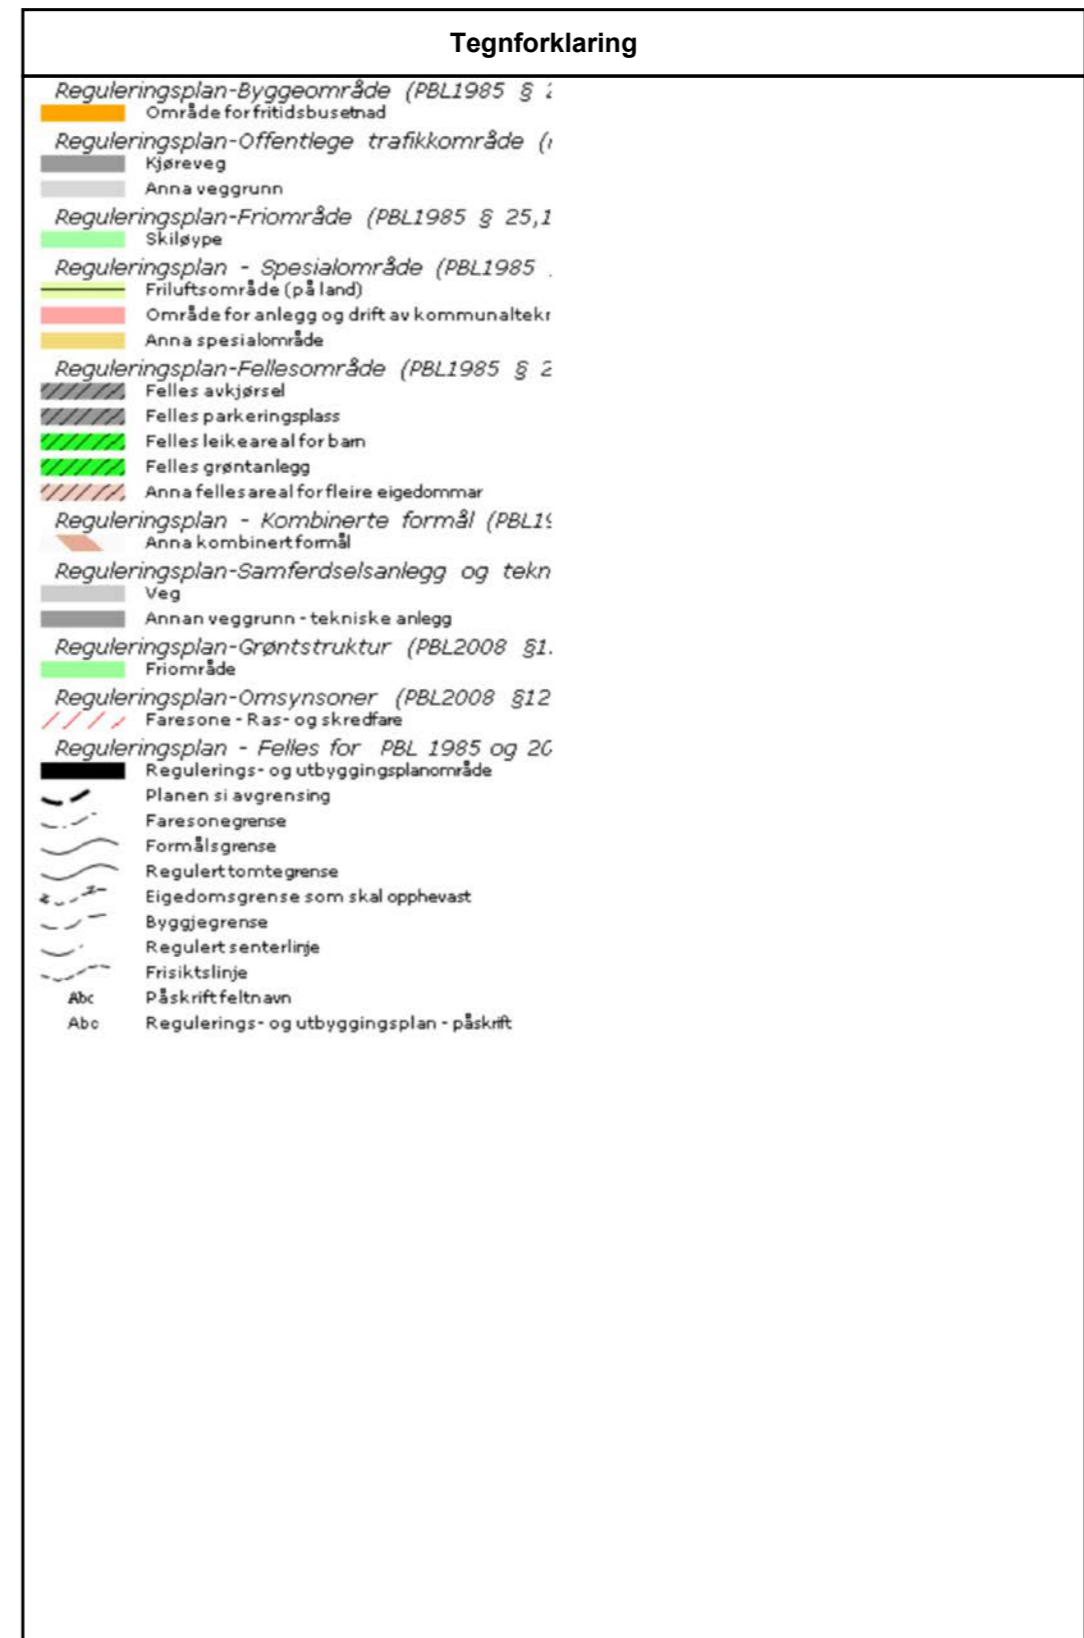 Tegnforklaring
Reguleringsplan-Byggeområde (PBL1985 §
Område for fritidsbusetnad
Reguleringsplan-Offentlege trafikkområde (
Kjøreveg
Anna veggrunn
Reguleringsplan-Friområde (PBL1985 § 25,1
Skiløype
Reguleringsplan - Spesialområde (PBL1985
Friluftsområde (på land)
Område for anlegg og drift av kommunaltekr
Anna spesialområde
Reguleringsplan-Fellesområde (PBL1985 § 2
Felles avkjørsel
Felles parkeringsplass
Felles leikeareal for barn
Felles grøntanlegg
Anna fellesareal for fleire eigedommar
Reguleringsplan - Kombinerte formål (PBL19
Anna kombinert formål
Reguleringsplan-Samferdselsanlegg og tekn
Veg
Annan veggrunn - tekniske anlegg
Reguleringsplan-Grøntstruktur (PBL2008 §1
Friområde
Reguleringsplan-Omsynsoner (PBL2008 §12
Faresone - Ras- og skredfare
Reguleringsplan - Felles for PBL 1985 og 20
Regulerings- og utbyggingsplanområde
Planen si avgrensing
Faresonegrense
Formålsgrense
Regulert tomtegrense
Eigedomsgrense som skal opphevast
Byggjegrense
Regulert senterlinje
Frisiktslinje
Abc Påskrift feltnavn
Abc Regulerings- og utbyggingsplan - påskrift